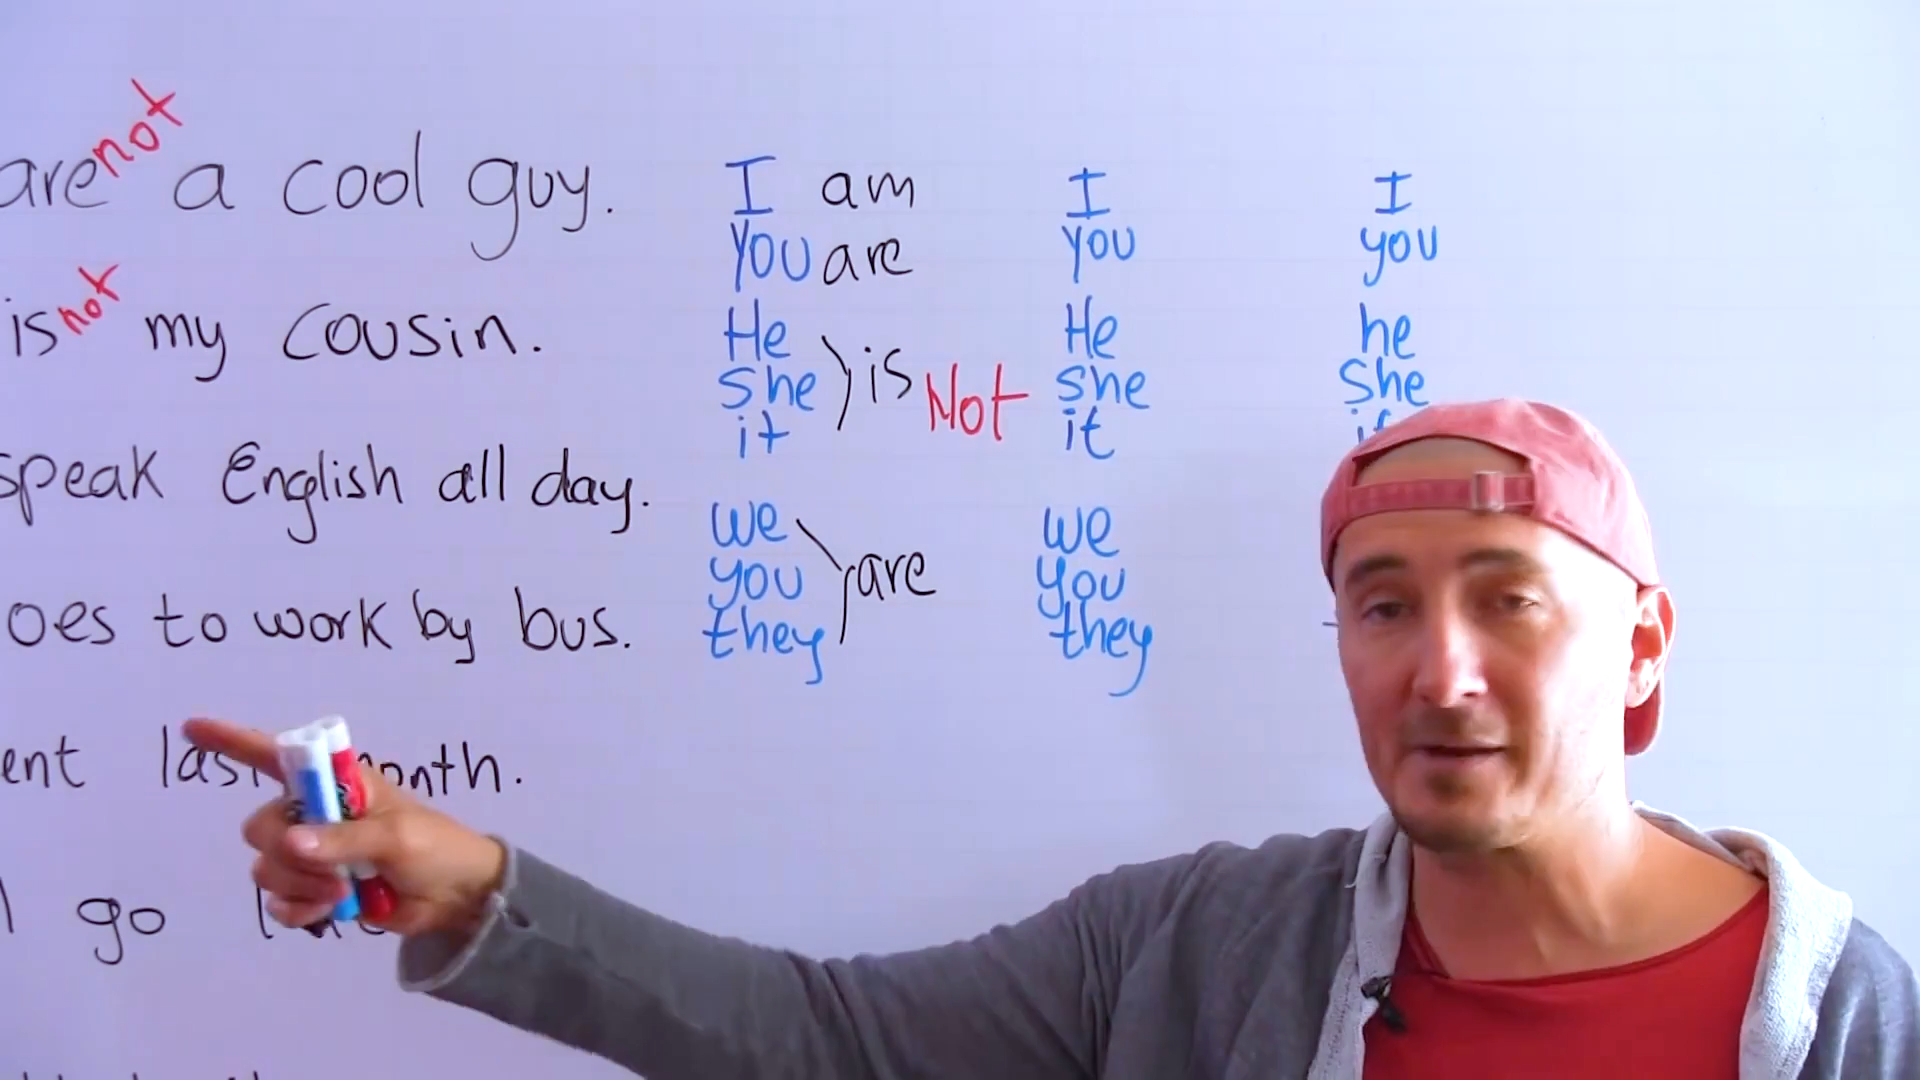 are not a cool guy.
is not my cousin.
speak English all day.
oes to work by bus.
ent last month.
go
I am
you are
He
she
it
is
Not
we
you
they
are
I
you
He
she
it
we
you
they
I
you
he
She